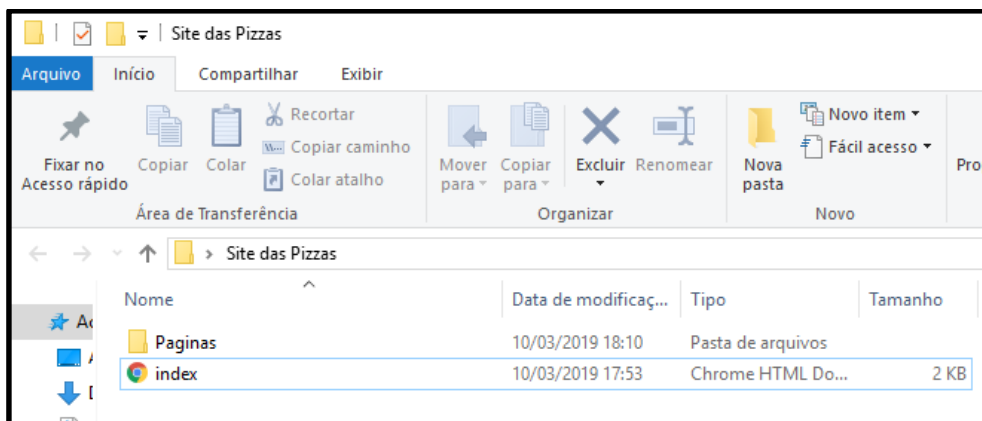 Site das Pizzas
Arquivo Início Compartilhar Exibir
Fixar no
Acesso rápido
Copiar
Colar
Recortar
Copiar caminho
Colar atalho
Área de Transferência
Mover
para
Copiar
para
Excluir
Renomear
Organizar
Nova
pasta
Novo item
Fácil acesso
Novo
Site das Pizzas
Nome Data de modificaç... Tipo Tamanho
Paginas 10/03/2019 18:10 Pasta de arquivos
index 10/03/2019 17:53 Chrome HTML Do... 2 KB